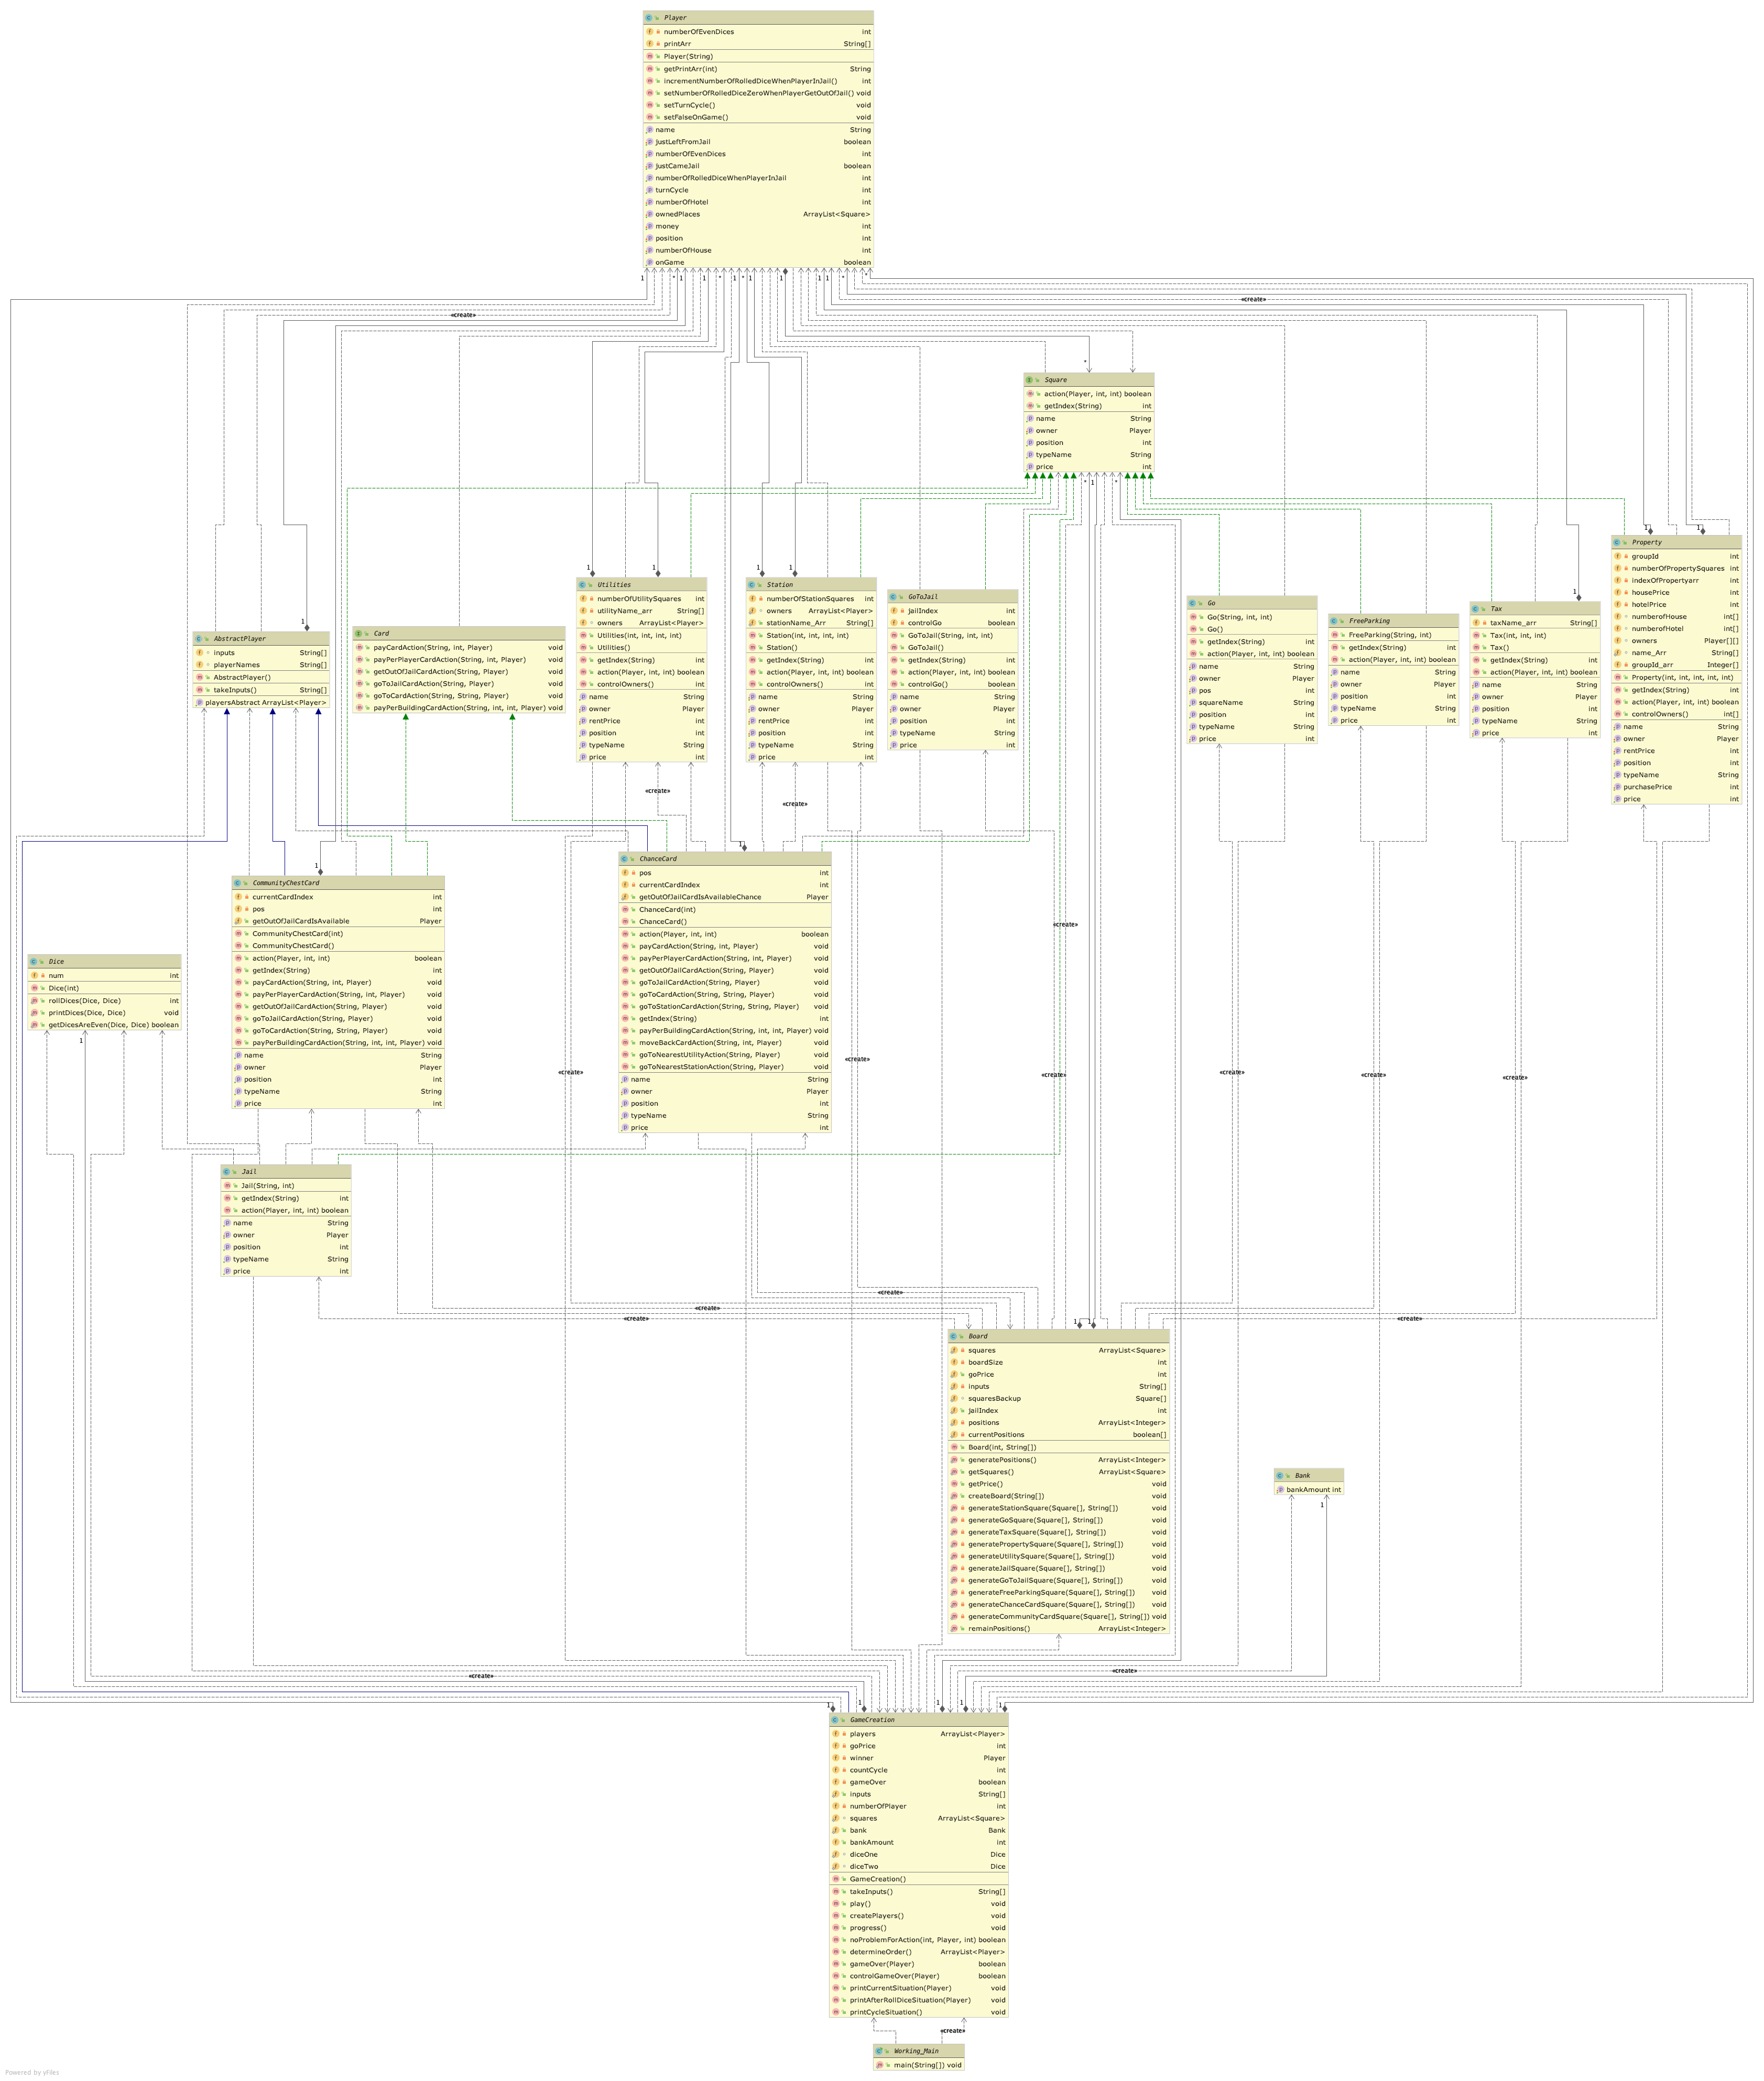 Player
numberOfEvenDices int
printArr String[]
Player(String)
getPrintArr(int) String
incrementNumberOfRolledDiceWhenPlayerInJail() int
setNumberOfRolledDiceZeroWhenPlayerGetOutOfJail() void
setTurnCycle() void
setFalseOnGame() void
name String
justLeftFromJail boolean
numberOfEvenDices int
justCameJail boolean
numberOfRolledDiceWhenPlayerInJail int
turnCycle int
numberOfHotel int
ownedPlaces ArrayList<Square>
money int
position int
numberOfHouse int
onGame boolean
1 * 1 1 * 1 * 1 1 1 1 * *
«create»
«create»
*
Square
action(Player, int, int) boolean
getIndex(String) int
name String
owner Player
position int
typeName String
price int
* 1 *
Property
groupId int
numberOfPropertySquares int
indexOfPropertyarr int
housePrice int
hotelPrice int
numberofHouse int[]
numberofHotel int[]
owners Player[][]
name_Arr String[]
groupId_arr Integer[]
Property(int, int, int, int, int)
getIndex(String) int
action(Player, int, int) boolean
controlOwners() int[]
name String
owner Player
rentPrice int
position int
typeName String
purchasePrice int
price int
Utilities
numberOfUtilitySquares int
utilityName_arr String[]
owners ArrayList<Player>
Utilities(int, int, int, int)
Utilities()
getIndex(String) int
action(Player, int, int) boolean
controlOwners() int
name String
owner Player
rentPrice int
position int
typeName String
price int
Station
numberOfStationSquares int
owners ArrayList<Player>
stationName_Arr String[]
Station(int, int, int, int)
Station()
getIndex(String) int
action(Player, int, int) boolean
controlOwners() int
name String
owner Player
rentPrice int
position int
typeName String
price int
GoToJail
jailIndex int
controlGo boolean
GoToJail(String, int, int)
GoToJail()
getIndex(String) int
action(Player, int, int) boolean
controlGo() boolean
name String
owner Player
position int
typeName String
price int
Go
Go(String, int, int)
Go()
getIndex(String) int
action(Player, int, int) boolean
name String
owner Player
pos int
squareName String
position int
typeName String
price int
FreeParking
FreeParking(String, int)
getIndex(String) int
action(Player, int, int) boolean
name String
owner Player
position int
typeName String
price int
Tax
taxName_arr String[]
Tax(int, int, int)
Tax()
getIndex(String) int
action(Player, int, int) boolean
name String
owner Player
position int
typeName String
price int
AbstractPlayer
inputs String[]
playerNames String[]
AbstractPlayer()
takeInputs() String[]
playersAbstract ArrayList<Player>
Card
payCardAction(String, int, Player) void
payPerPlayerCardAction(String, int, Player) void
getOutOfJailCardAction(String, Player) void
goToJailCardAction(String, Player) void
goToCardAction(String, String, Player) void
payPerBuildingCardAction(String, int, int, Player) void
«create»
«create»
ChanceCard
pos int
currentCardIndex int
getOutOfJailCardIsAvailableChance Player
ChanceCard(int)
ChanceCard()
action(Player, int, int) boolean
payCardAction(String, int, Player) void
payPerPlayerCardAction(String, int, Player) void
getOutOfJailCardAction(String, Player) void
goToJailCardAction(String, Player) void
goToCardAction(String, String, Player) void
goToStationCardAction(String, String, Player) void
getIndex(String) int
payPerBuildingCardAction(String, int, int, Player) void
moveBackCardAction(String, int, Player) void
goToNearestUtilityAction(String, Player) void
goToNearestStationAction(String, Player) void
name String
owner Player
position int
typeName String
price int
CommunityChestCard
currentCardIndex int
pos int
getOutOfJailCardIsAvailable Player
CommunityChestCard(int)
CommunityChestCard()
action(Player, int, int) boolean
getIndex(String) int
payCardAction(String, int, Player) void
payPerPlayerCardAction(String, int, Player) void
getOutOfJailCardAction(String, Player) void
goToJailCardAction(String, Player) void
goToCardAction(String, String, Player) void
payPerBuildingCardAction(String, int, int, Player) void
name String
owner Player
position int
typeName String
price int
Dice
num int
Dice(int)
rollDices(Dice, Dice) int
printDices(Dice, Dice) void
getDicesAreEven(Dice, Dice) boolean
1
«create»
«create»
«create»
«create»
«create»
«create»
«create»
Jail
Jail(String, int)
getIndex(String) int
action(Player, int, int) boolean
name String
owner Player
position int
typeName String
price int
«create»
«create»
«create»
«create»
Board
squares ArrayList<Square>
boardSize int
goPrice int
inputs String[]
squaresBackup Square[]
jailIndex int
positions ArrayList<Integer>
currentPositions boolean[]
Board(int, String[])
generatePositions() ArrayList<Integer>
getSquares() ArrayList<Square>
getPrice() void
createBoard(String[]) void
generateStationSquare(Square[], String[]) void
generateGoSquare(Square[], String[]) void
generateTaxSquare(Square[], String[]) void
generatePropertySquare(Square[], String[]) void
generateUtilitySquare(Square[], String[]) void
generateJailSquare(Square[], String[]) void
generateGoToJailSquare(Square[], String[]) void
generateFreeParkingSquare(Square[], String[]) void
generateChanceCardSquare(Square[], String[]) void
generateCommunityCardSquare(Square[], String[]) void
remainPositions() ArrayList<Integer>
Bank
bankAmount int
1
«create»
«create»
GameCreation
players ArrayList<Player>
goPrice int
winner Player
countCycle int
gameOver boolean
inputs String[]
numberOfPlayer int
squares ArrayList<Square>
bank Bank
bankAmount int
diceOne Dice
diceTwo Dice
GameCreation()
takeInputs() String[]
play() void
createPlayers() void
progress() void
noProblemForAction(int, Player, int) boolean
determineOrder() ArrayList<Player>
gameOver(Player) boolean
controlGameOver(Player) boolean
printCurrentSituation(Player) void
printAfterRollDiceSituation(Player) void
printCycleSituation() void
«create»
Working_Main
main(String[]) void
Powered by yFiles